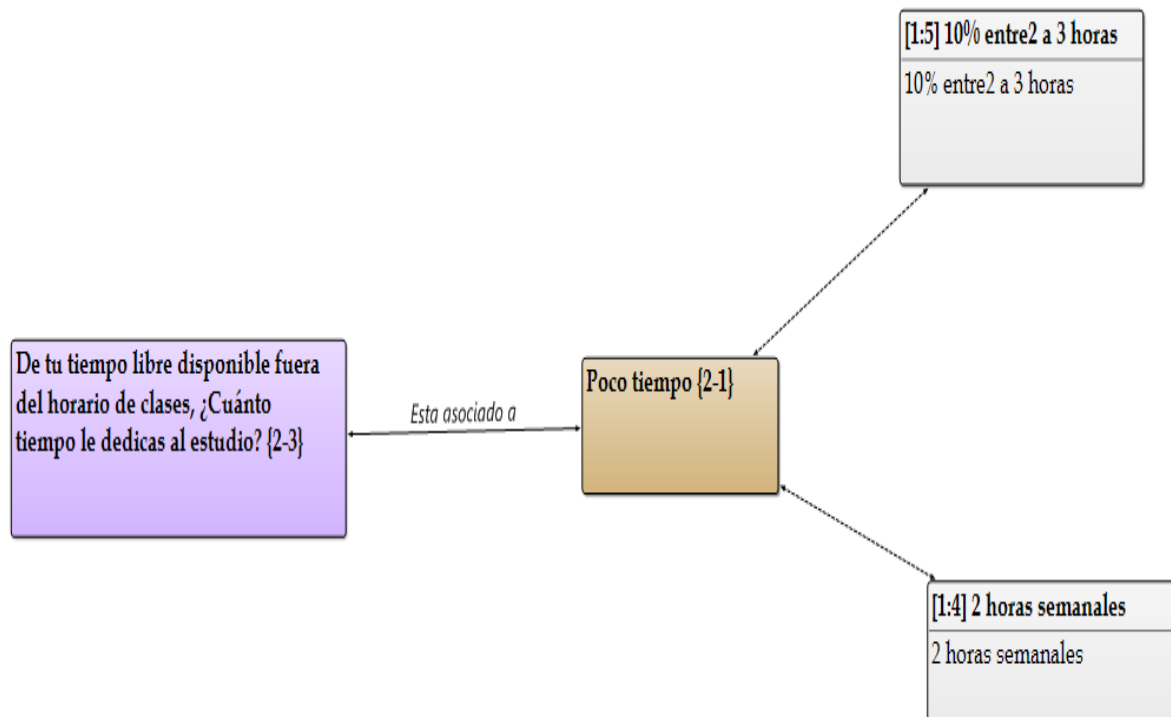 [1:5] 10% entre2 a 3 horas
10% entre2 a 3 horas
De tu tiempo libre disponible fuera
del horario de clases, ¿Cuánto
tiempo le dedicas al estudio? {2-3}
Esta asociado a
Poco tiempo {2-1}
[1:4] 2 horas semanales
2 horas semanales